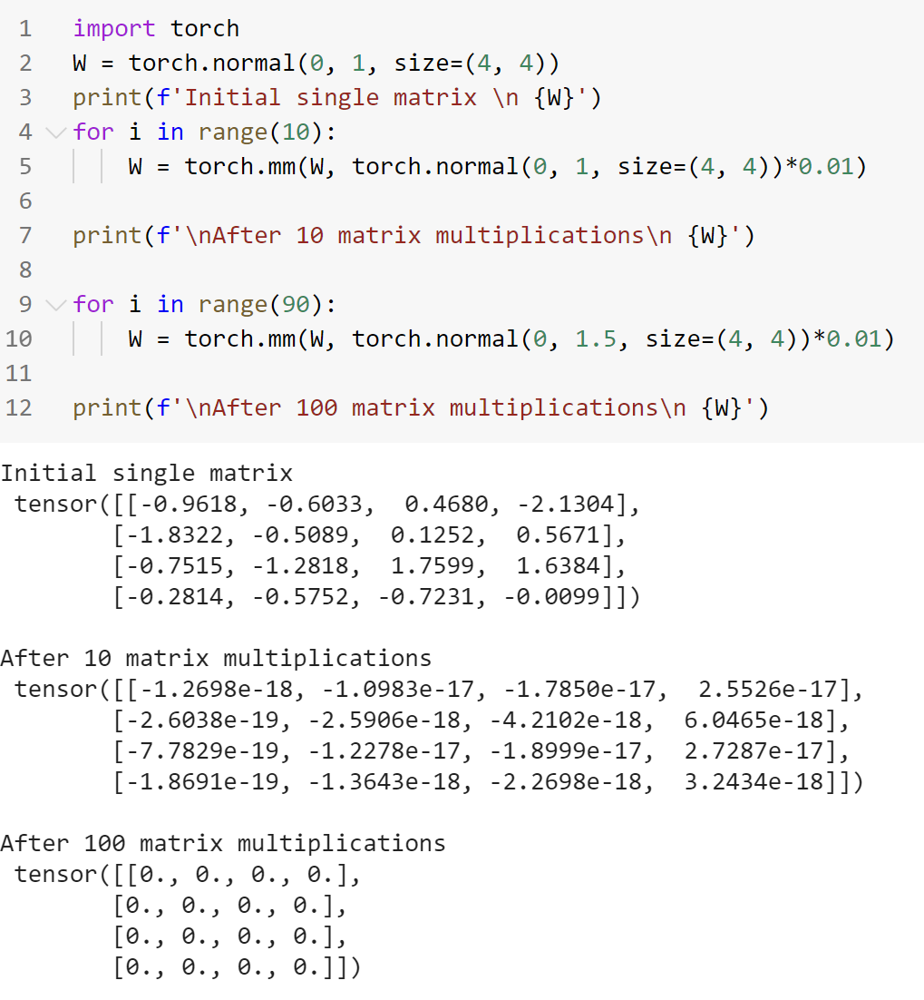 1 import torch
2 W = torch.normal(0, 1, size=(4, 4))
3 print(f'Initial single matrix \n {W}')
4 for i in range(10):
5     W = torch.mm(W, torch.normal(0, 1, size=(4, 4))*0.01)
6
7 print(f'\nAfter 10 matrix multiplications\n {W}')
8
9 for i in range(90):
10     W = torch.mm(W, torch.normal(0, 1.5, size=(4, 4))*0.01)
11
12 print(f'\nAfter 100 matrix multiplications\n {W}')
Initial single matrix
 tensor([[-0.9618, -0.6033,  0.4680, -2.1304],
        [-1.8322, -0.5089,  0.1252,  0.5671],
        [-0.7515, -1.2818,  1.7599,  1.6384],
        [-0.2814, -0.5752, -0.7231, -0.0099]])
After 10 matrix multiplications
 tensor([[-1.2698e-18, -1.0983e-17, -1.7850e-17,  2.5526e-17],
        [-2.6038e-19, -2.5906e-18, -4.2102e-18,  6.0465e-18],
        [-7.7829e-19, -1.2278e-17, -1.8999e-17,  2.7287e-17],
        [-1.8691e-19, -1.3643e-18, -2.2698e-18,  3.2434e-18]])
After 100 matrix multiplications
 tensor([[0., 0., 0., 0.],
        [0., 0., 0., 0.],
        [0., 0., 0., 0.],
        [0., 0., 0., 0.]])